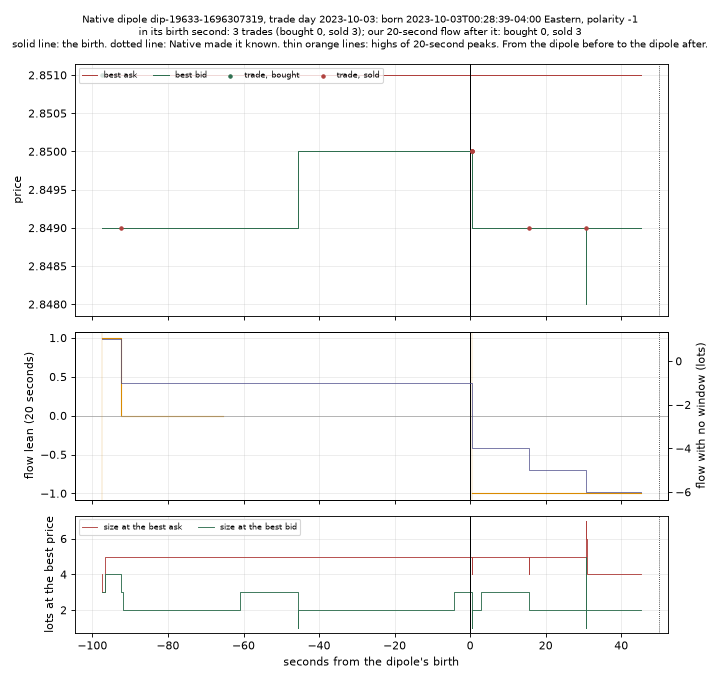 Native dipole dip-19633-1696307319, trade day 2023-10-03: born 2023-10-03T00:28:39-04:00 Eastern, polarity -1
in its birth second: 3 trades (bought 0, sold 3); our 20-second flow after it: bought 0, sold 3
solid line: the birth. dotted line: Native made it known. thin orange lines: highs of 20-second peaks. From the dipole before to the dipole after.
best ask best bid trade, bought trade, sold
2.8510
2.8505
2.8500
2.8495
2.8490
2.8485
2.8480
price
1.0
0.5
0.0
−0.5
−1.0
flow lean (20 seconds)
0
−2
−4
−6
flow with no window (lots)
size at the best ask size at the best bid
6
4
2
lots at the best price
−100 −80 −60 −40 −20 0 20 40
seconds from the dipole's birth